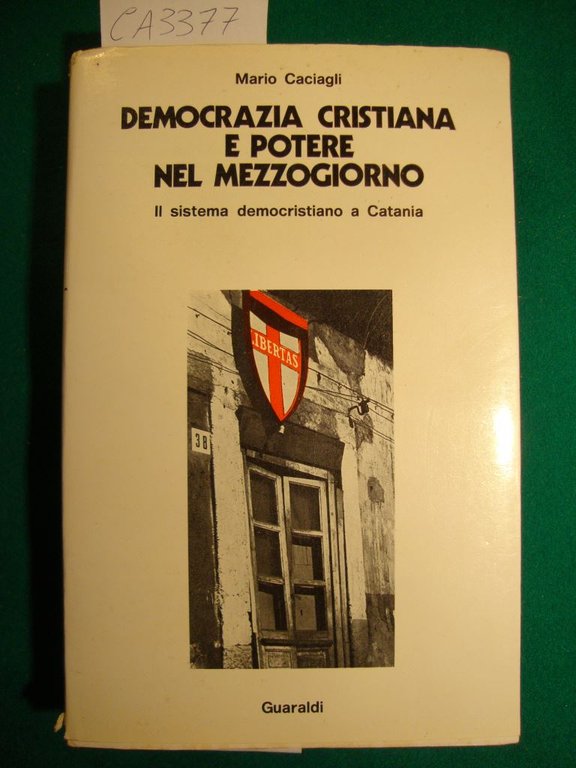 CA3377
Mario Caciagli
DEMOCRAZIA CRISTIANA
E POTERE
NEL MEZZOGIORNO
Il sistema democristiano a Catania
LIBERTAS
38
Guaraldi